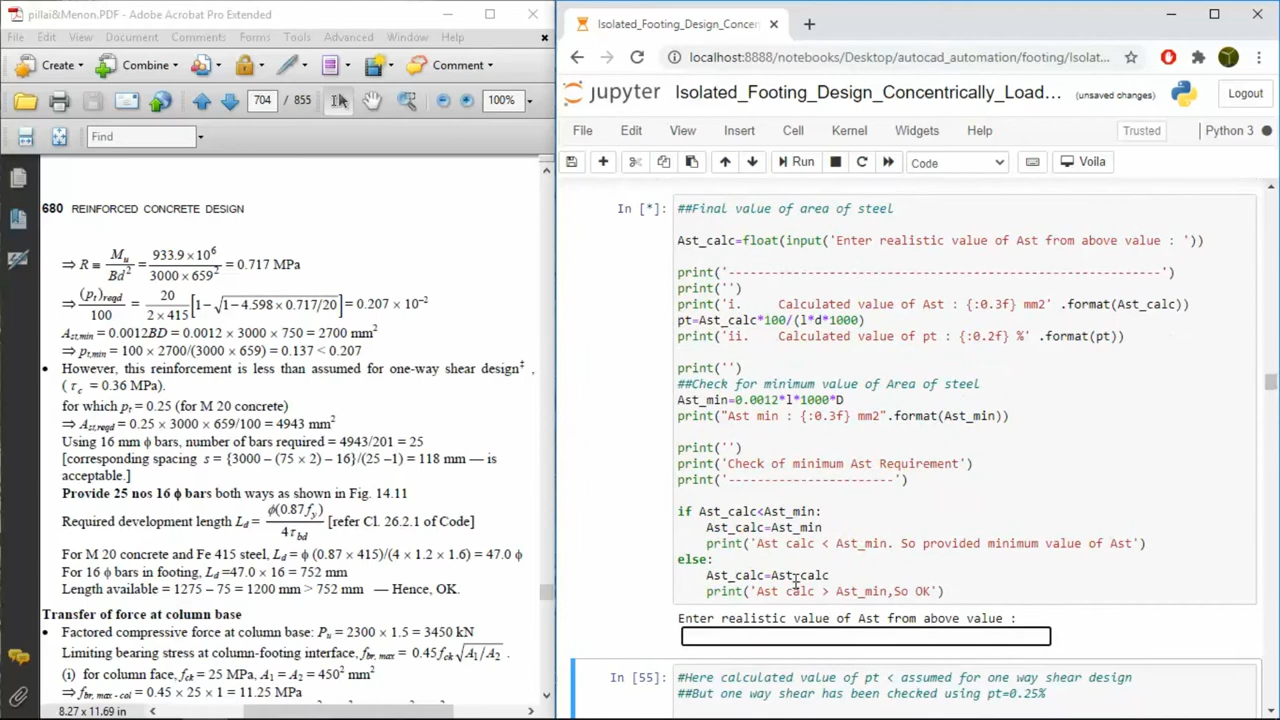 pillai&Menon.PDF - Adobe Acrobat Pro Extended
File Edit View Document Comments Forms Tools Advanced Window Help
Create Combine Comment
704 / 855 100%
Find
680 REINFORCED CONCRETE DESIGN
⇒ R ≡ Mu/Bd² = 933.9 × 10⁶/3000 × 659² = 0.717 MPa
⇒ (pt)reqd/100 = 20/2 × 415 [1 − √1 − 4.598 × 0.717/20] = 0.207 × 10⁻²
Ast,min = 0.0012BD = 0.0012 × 3000 × 750 = 2700 mm²
⇒ pt,min = 100 × 2700/(3000 × 659) = 0.137 < 0.207
• However, this reinforcement is less than assumed for one-way shear design‡,
(τc = 0.36 MPa).
for which pt = 0.25 (for M 20 concrete)
⇒ Ast,reqd = 0.25 × 3000 × 659/100 = 4943 mm²
Using 16 mm ϕ bars, number of bars required = 4943/201 = 25
[corresponding spacing s = {3000 – (75 × 2) – 16}/(25 –1) = 118 mm — is
acceptable.]
Provide 25 nos 16 ϕ bars both ways as shown in Fig. 14.11
Required development length Ld = ϕ(0.87fy)/4τbd [refer Cl. 26.2.1 of Code]
For M 20 concrete and Fe 415 steel, Ld = ϕ (0.87 × 415)/(4 × 1.2 × 1.6) = 47.0 ϕ
For 16 ϕ bars in footing, Ld =47.0 × 16 = 752 mm
Length available = 1275 – 75 = 1200 mm > 752 mm — Hence, OK.
Transfer of force at column base
• Factored compressive force at column base: Pu = 2300 × 1.5 = 3450 kN
Limiting bearing stress at column-footing interface, fbr, max = 0.45fck√A1/A2 .
(i) for column face, fck = 25 MPa, A1 = A2 = 450² mm²
⇒ fbr, max - col = 0.45 × 25 × 1 = 11.25 MPa
8.27 x 11.69 in
Isolated_Footing_Design_Concen
localhost:8888/notebooks/Desktop/autocad_automation/footing/Isolat...
jupyter Isolated_Footing_Design_Concentrically_Load... (unsaved changes) Logout
File Edit View Insert Cell Kernel Widgets Help Trusted Python 3
Run Code Voila
In [*]: ##Final value of area of steel
Ast_calc=float(input('Enter realistic value of Ast from above value : '))
print('------------------------------------------------------------')
print('')
print('i.    Calculated value of Ast : {:0.3f} mm2' .format(Ast_calc))
pt=Ast_calc*100/(l*d*1000)
print('ii.    Calculated value of pt : {:0.2f} %' .format(pt))
print('')
##Check for minimum value of Area of steel
Ast_min=0.0012*l*1000*D
print("Ast min : {:0.3f} mm2".format(Ast_min))
print('')
print('Check of minimum Ast Requirement')
print('-----------------------')
if Ast_calc<Ast_min:
Ast_calc=Ast_min
print('Ast calc < Ast_min. So provided minimum value of Ast')
else:
Ast_calc=Ast_calc
print('Ast calc > Ast_min,So OK')
Enter realistic value of Ast from above value :
In [55]: #Here calculated value of pt < assumed for one way shear design
##But one way shear has been checked using pt=0.25%